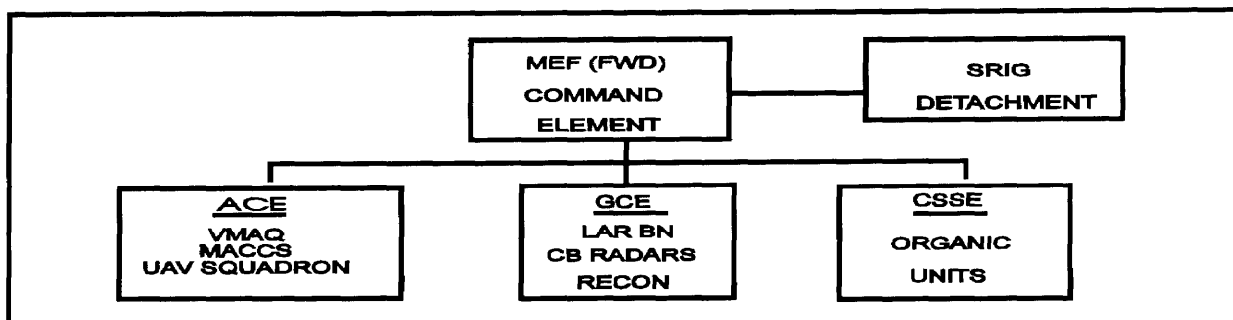 MEF (FWD)
COMMAND
ELEMENT
SRIG
DETACHMENT
ACE
VMAQ
MACCS
UAV SQUADRON
GCE
LAR BN
CB RADARS
RECON
CSSE
ORGANIC
UNITS